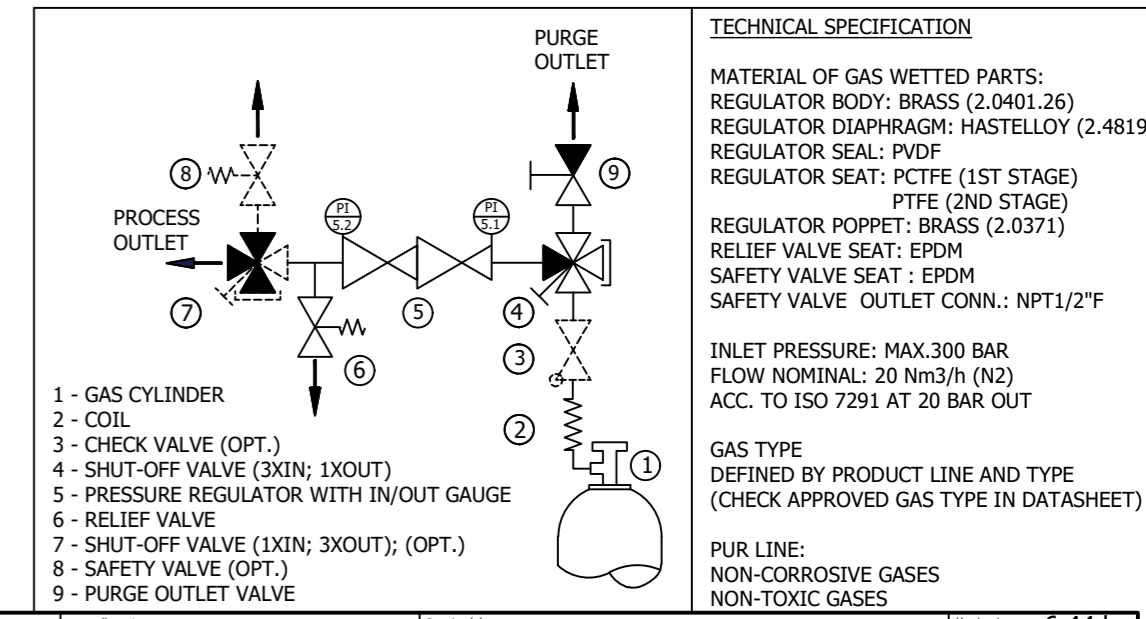 PURGE
OUTLET
8
9
PROCESS
OUTLET
PI
5.2
PI
5.1
7
5
4
6
3
2
1
1 - GAS CYLINDER
2 - COIL
3 - CHECK VALVE (OPT.)
4 - SHUT-OFF VALVE (3XIN; 1XOUT)
5 - PRESSURE REGULATOR WITH IN/OUT GAUGE
6 - RELIEF VALVE
7 - SHUT-OFF VALVE (1XIN; 3XOUT); (OPT.)
8 - SAFETY VALVE (OPT.)
9 - PURGE OUTLET VALVE
TECHNICAL SPECIFICATION
MATERIAL OF GAS WETTED PARTS:
REGULATOR BODY: BRASS (2.0401.26)
REGULATOR DIAPHRAGM: HASTELLOY (2.4819
REGULATOR SEAL: PVDF
REGULATOR SEAT: PCTFE (1ST STAGE)
PTFE (2ND STAGE)
REGULATOR POPPET: BRASS (2.0371)
RELIEF VALVE SEAT: EPDM
SAFETY VALVE SEAT : EPDM
SAFETY VALVE OUTLET CONN.: NPT1/2"F
INLET PRESSURE: MAX.300 BAR
FLOW NOMINAL: 20 Nm3/h (N2)
ACC. TO ISO 7291 AT 20 BAR OUT
GAS TYPE
DEFINED BY PRODUCT LINE AND TYPE
(CHECK APPROVED GAS TYPE IN DATASHEET)
PUR LINE:
NON-CORROSIVE GASES
NON-TOXIC GASES